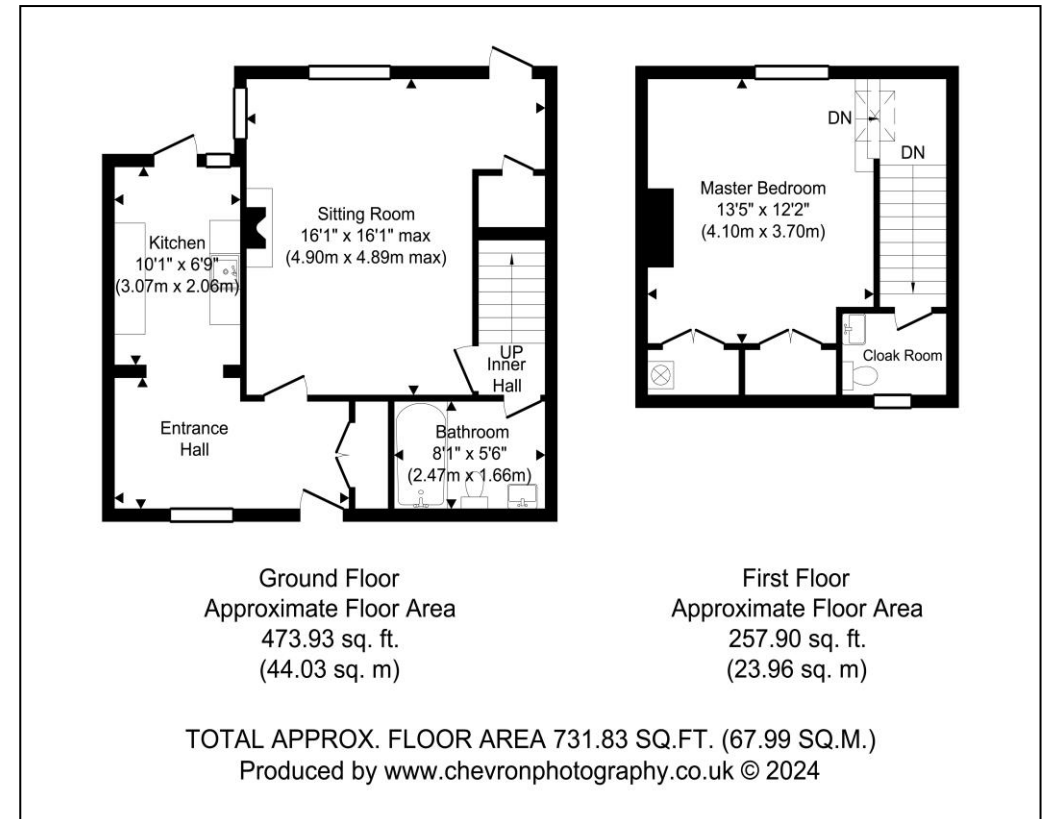 Kitchen
10'1" x 6'9"
(3.07m x 2.06m)
Sitting Room
16'1" x 16'1" max
(4.90m x 4.89m max)
UP
Inner
Hall
Entrance
Hall
Bathroom
8'1" x 5'6"
(2.47m x 1.66m)
DN
DN
Master Bedroom
13'5" x 12'2"
(4.10m x 3.70m)
Cloak Room
Ground Floor
Approximate Floor Area
473.93 sq. ft.
(44.03 sq. m)
First Floor
Approximate Floor Area
257.90 sq. ft.
(23.96 sq. m)
TOTAL APPROX. FLOOR AREA 731.83 SQ.FT. (67.99 SQ.M.)
Produced by www.chevronphotography.co.uk © 2024